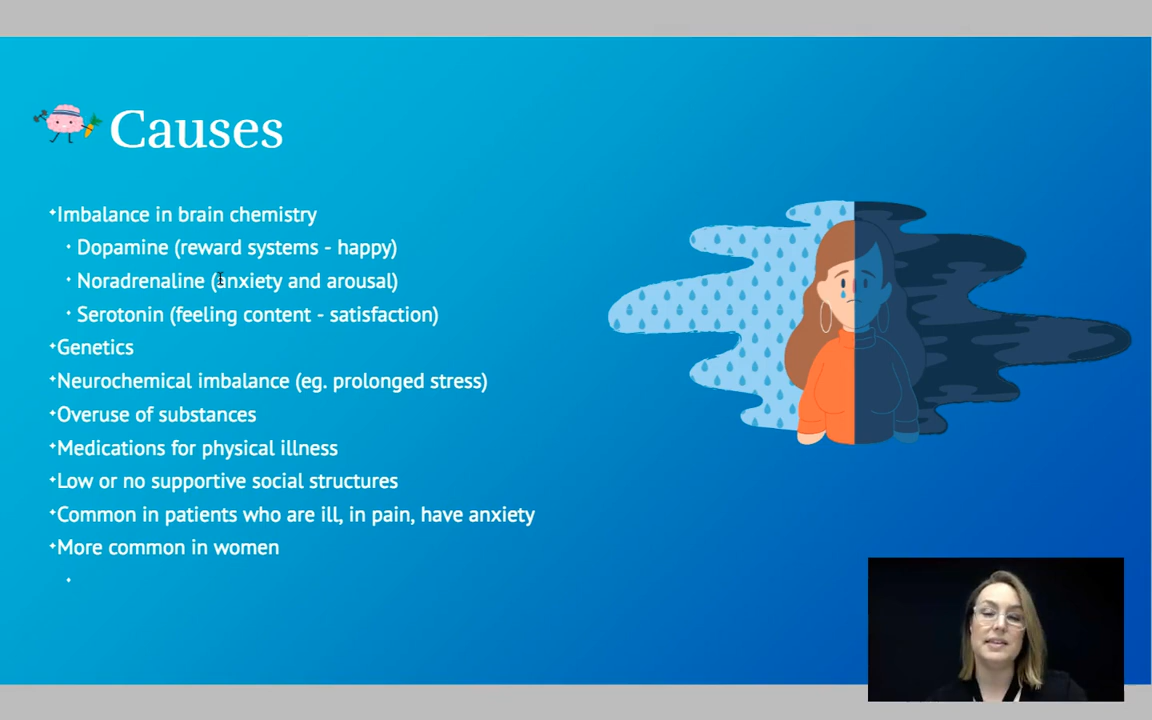 Causes
Imbalance in brain chemistry
Dopamine (reward systems - happy)
Noradrenaline (anxiety and arousal)
Serotonin (feeling content - satisfaction)
Genetics
Neurochemical imbalance (eg. prolonged stress)
Overuse of substances
Medications for physical illness
Low or no supportive social structures
Common in patients who are ill, in pain, have anxiety
More common in women